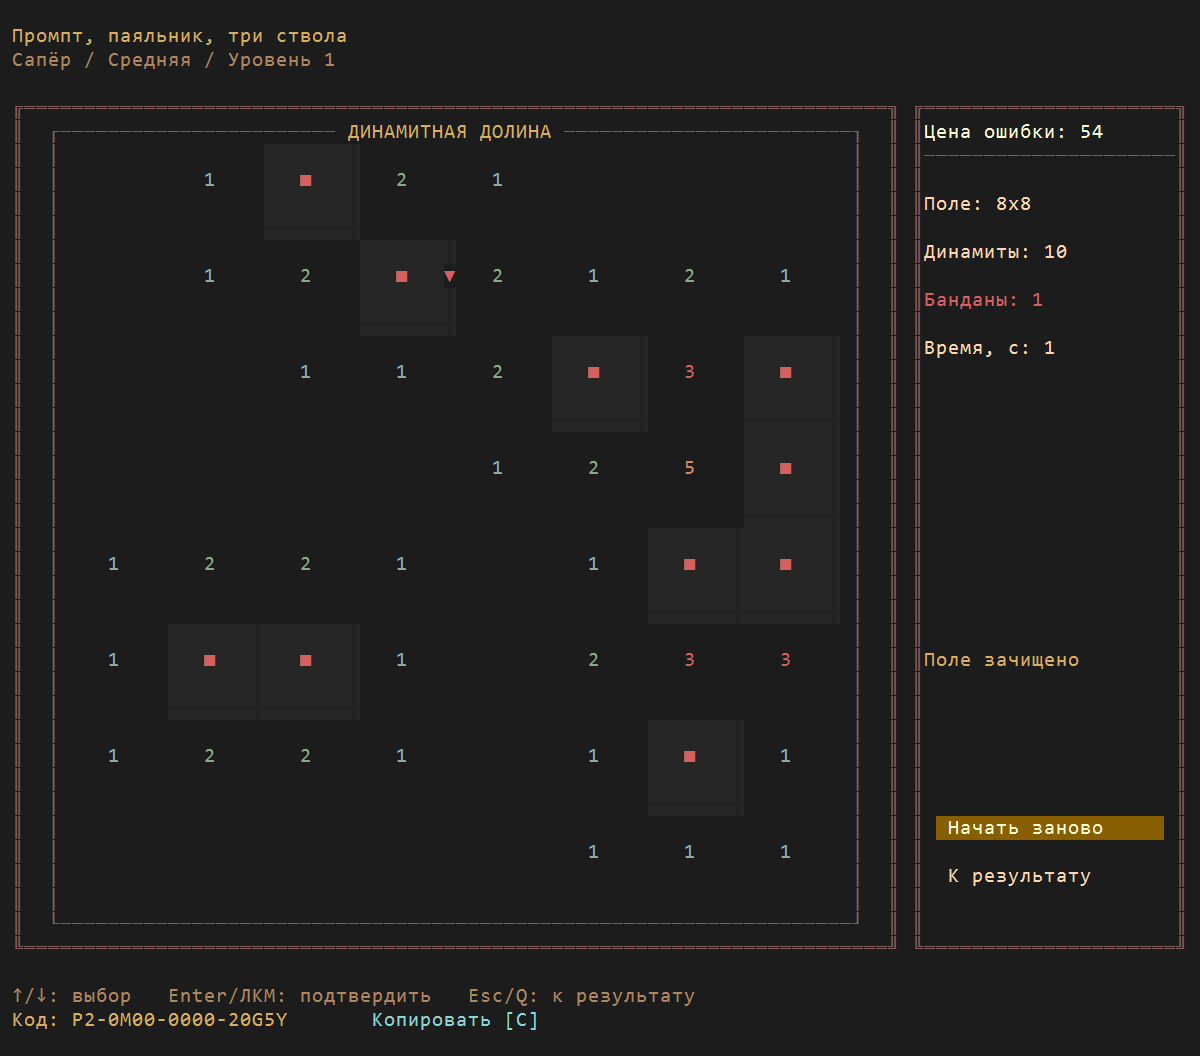 Промпт, паяльник, три ствола
Сапёр / Средняя / Уровень 1
ДИНАМИТНАЯ ДОЛИНА
1 ■ 2 1
1 2 ■ ▼ 2 1 2 1
1 1 2 ■ 3 ■
1 2 5 ■
1 2 2 1 1 ■ ■
1 ■ ■ 1 2 3 3
1 2 2 1 1 ■ 1
1 1 1
Цена ошибки: 54
Поле: 8x8
Динамиты: 10
Банданы: 1
Время, с: 1
Поле зачищено
Начать заново
К результату
↑/↓: выбор Enter/ЛКМ: подтвердить Esc/Q: к результату
Код: P2-0M00-0000-20G5Y Копировать [C]